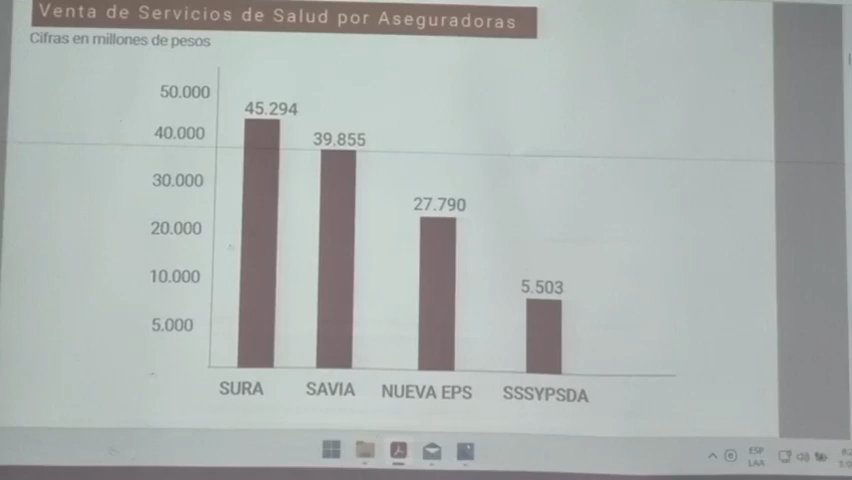 Venta de Servicios de Salud por Aseguradoras
Cifras en millones de pesos
50.000
40.000
30.000
20.000
10.000
5.000
45.294
39.855
27.790
5.503
SURA SAVIA NUEVA EPS SSSYPSDA
ESP
LAA